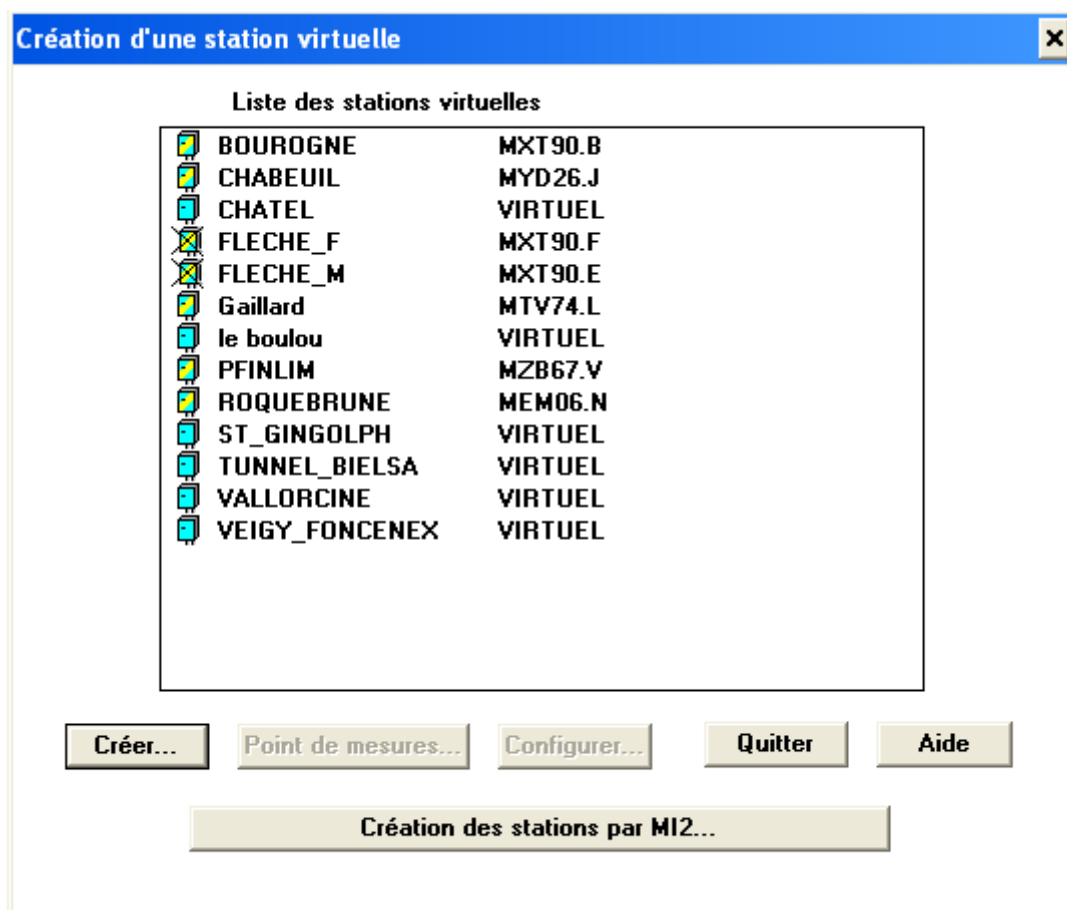 Création d'une station virtuelle
Liste des stations virtuelles
BOUROGNE MXT90.B
CHABEUIL MYD26.J
CHATEL VIRTUEL
FLECHE_F MXT90.F
FLECHE_M MXT90.E
Gaillard MTV74.L
le boulou VIRTUEL
PFINLIM MZB67.V
ROQUEBRUNE MEM06.N
ST_GINGOLPH VIRTUEL
TUNNEL_BIELSA VIRTUEL
VALLORCINE VIRTUEL
VEIGY_FONCENEX VIRTUEL
Créer... Point de mesures... Configurer... Quitter Aide
Création des stations par MI2...